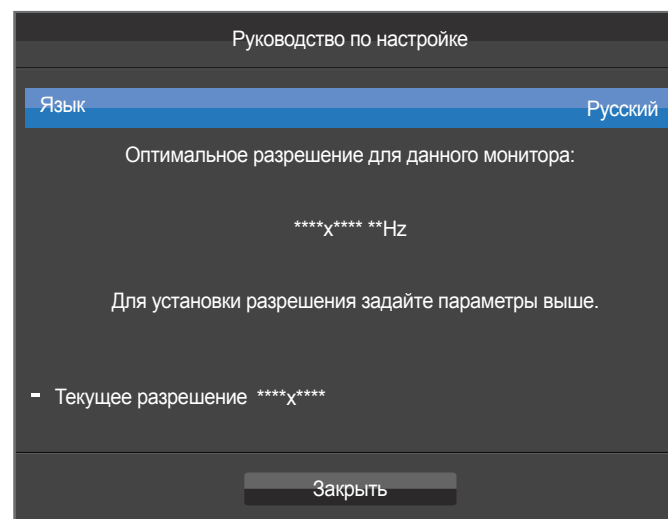 Руководство по настройке
Язык Русский
Оптимальное разрешение для данного монитора:
****x**** **Hz
Для установки разрешения задайте параметры выше.
- Текущее разрешение ****x****
Закрыть